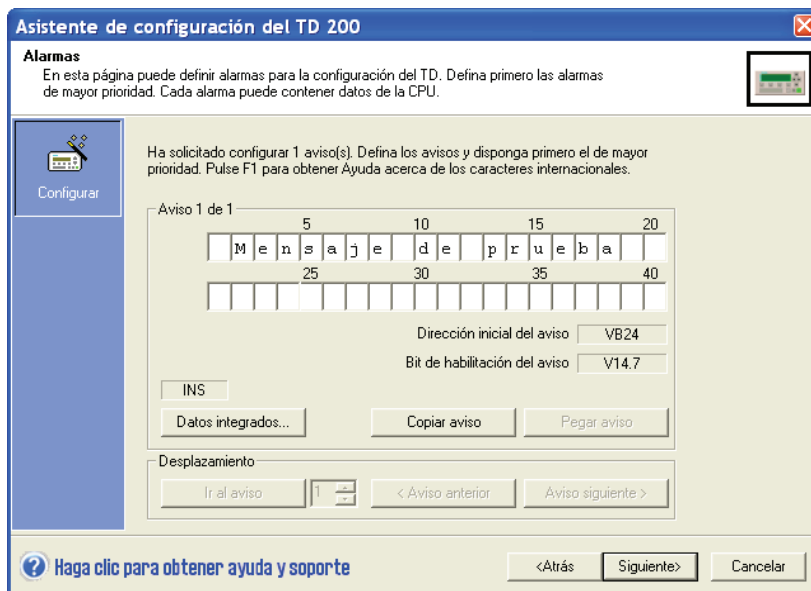 Asistente de configuración del TD 200
Alarmas
En esta página puede definir alarmas para la configuración del TD. Defina primero las alarmas
de mayor prioridad. Cada alarma puede contener datos de la CPU.
Configurar
Ha solicitado configurar 1 aviso(s). Defina los avisos y disponga primero el de mayor
prioridad. Pulse F1 para obtener Ayuda acerca de los caracteres internacionales.
Aviso 1 de 1
5 10 15 20
Mensaje de prueba
25 30 35 40
Dirección inicial del aviso VB24
Bit de habilitación del aviso V14.7
INS
Datos integrados... Copiar aviso Pegar aviso
Desplazamiento
Ir al aviso 1 < Aviso anterior Aviso siguiente >
Haga clic para obtener ayuda y soporte <Atrás Siguiente> Cancelar